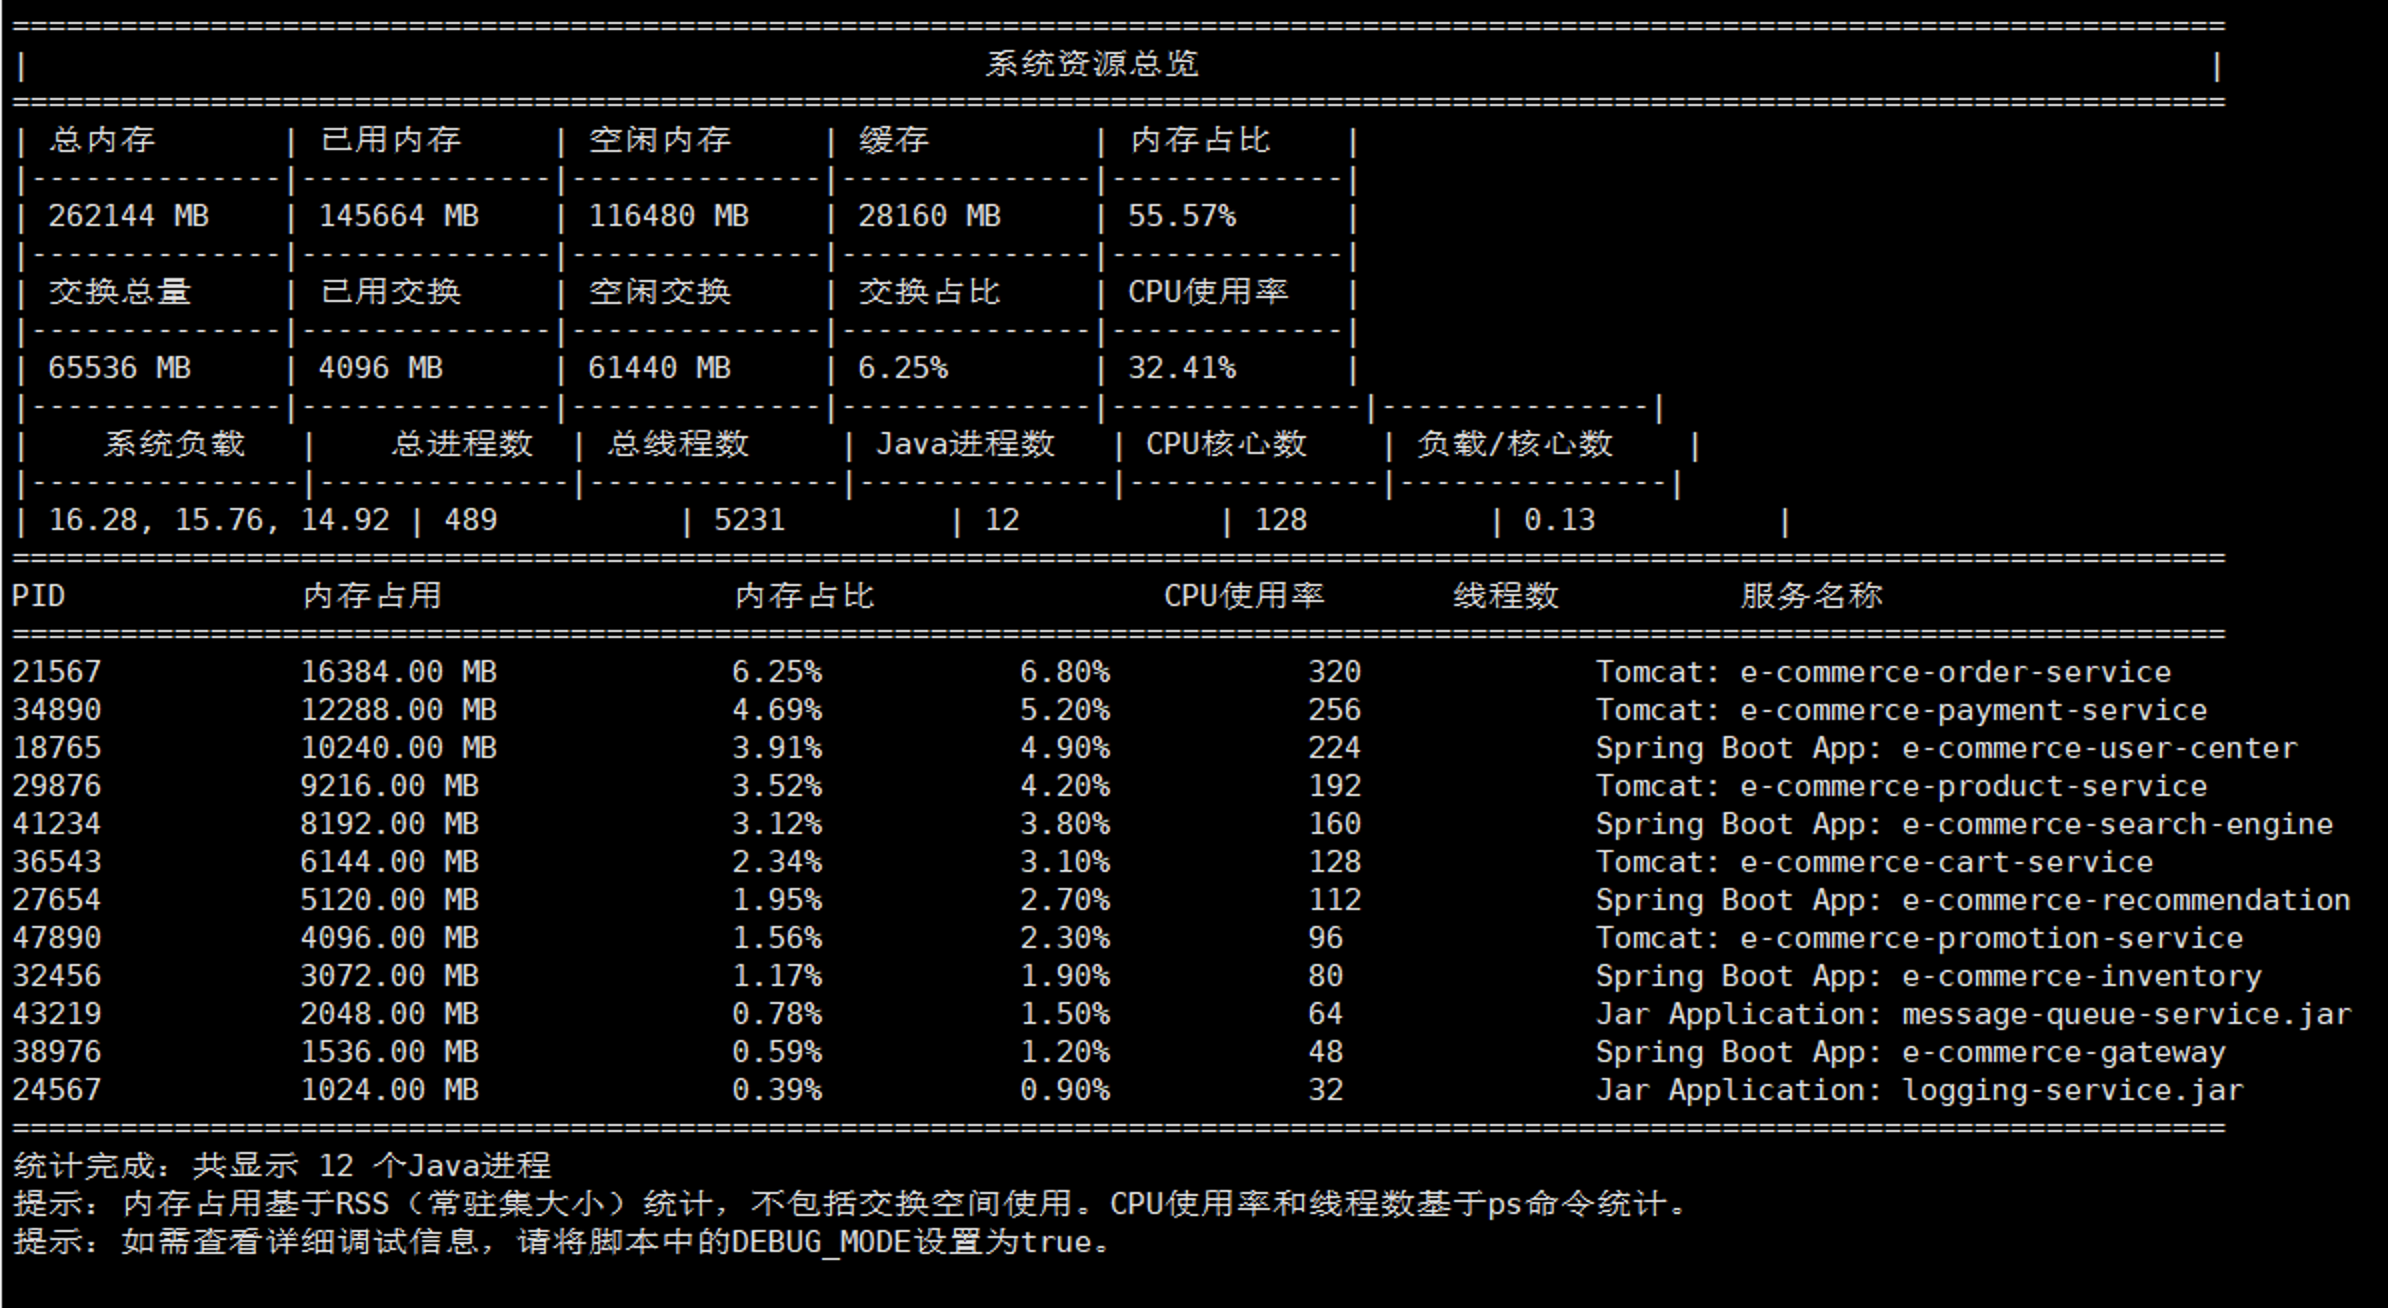 系统资源总览
| 总内存 | 已用内存 | 空闲内存 | 缓存 | 内存占比 |
| 262144 MB | 145664 MB | 116480 MB | 28160 MB | 55.57% |
| 交换总量 | 已用交换 | 空闲交换 | 交换占比 | CPU使用率 |
| 65536 MB | 4096 MB | 61440 MB | 6.25% | 32.41% |
| 系统负载 | 总进程数 | 总线程数 | Java进程数 | CPU核心数 | 负载/核心数 |
| 16.28, 15.76, 14.92 | 489 | 5231 | 12 | 128 | 0.13 |
PID 内存占用 内存占比 CPU使用率 线程数 服务名称
21567 16384.00 MB 6.25% 6.80% 320 Tomcat: e-commerce-order-service
34890 12288.00 MB 4.69% 5.20% 256 Tomcat: e-commerce-payment-service
18765 10240.00 MB 3.91% 4.90% 224 Spring Boot App: e-commerce-user-center
29876 9216.00 MB 3.52% 4.20% 192 Tomcat: e-commerce-product-service
41234 8192.00 MB 3.12% 3.80% 160 Spring Boot App: e-commerce-search-engine
36543 6144.00 MB 2.34% 3.10% 128 Tomcat: e-commerce-cart-service
27654 5120.00 MB 1.95% 2.70% 112 Spring Boot App: e-commerce-recommendation
47890 4096.00 MB 1.56% 2.30% 96 Tomcat: e-commerce-promotion-service
32456 3072.00 MB 1.17% 1.90% 80 Spring Boot App: e-commerce-inventory
43219 2048.00 MB 0.78% 1.50% 64 Jar Application: message-queue-service.jar
38976 1536.00 MB 0.59% 1.20% 48 Spring Boot App: e-commerce-gateway
24567 1024.00 MB 0.39% 0.90% 32 Jar Application: logging-service.jar
统计完成：共显示 12 个Java进程
提示：内存占用基于RSS（常驻集大小）统计，不包括交换空间使用。CPU使用率和线程数基于ps命令统计。
提示：如需查看详细调试信息，请将脚本中的DEBUG_MODE设置为true。